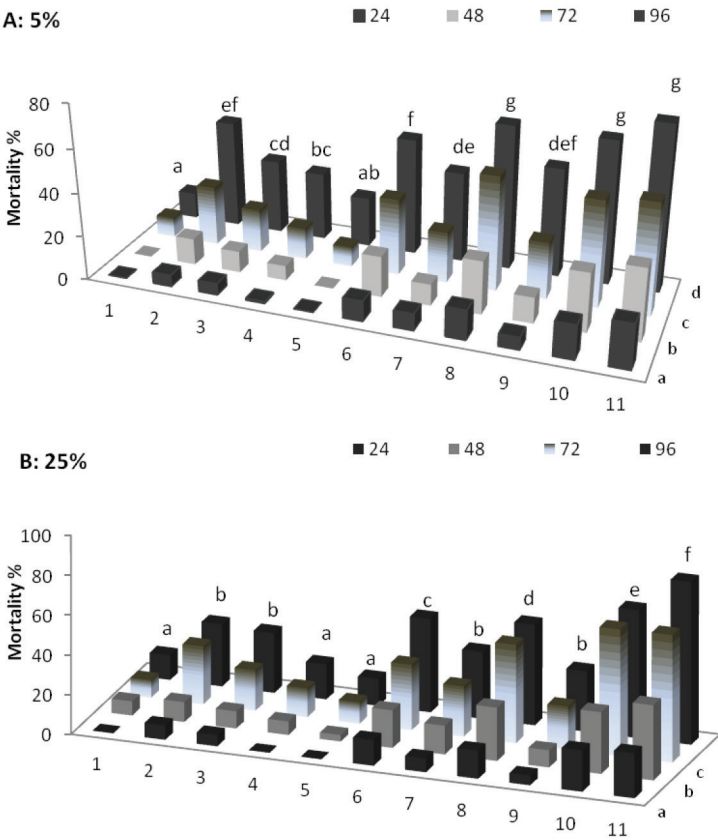 A: 5%
24 48 72 96
80
60
40
20
0
Mortality %
a ef cd bc ab f de g def g g
1 2 3 4 5 6 7 8 9 10 11
a b c d
B: 25%
24 48 72 96
100
80
60
40
20
0
Mortality %
a b b a a c b d b e f
1 2 3 4 5 6 7 8 9 10 11
a b c